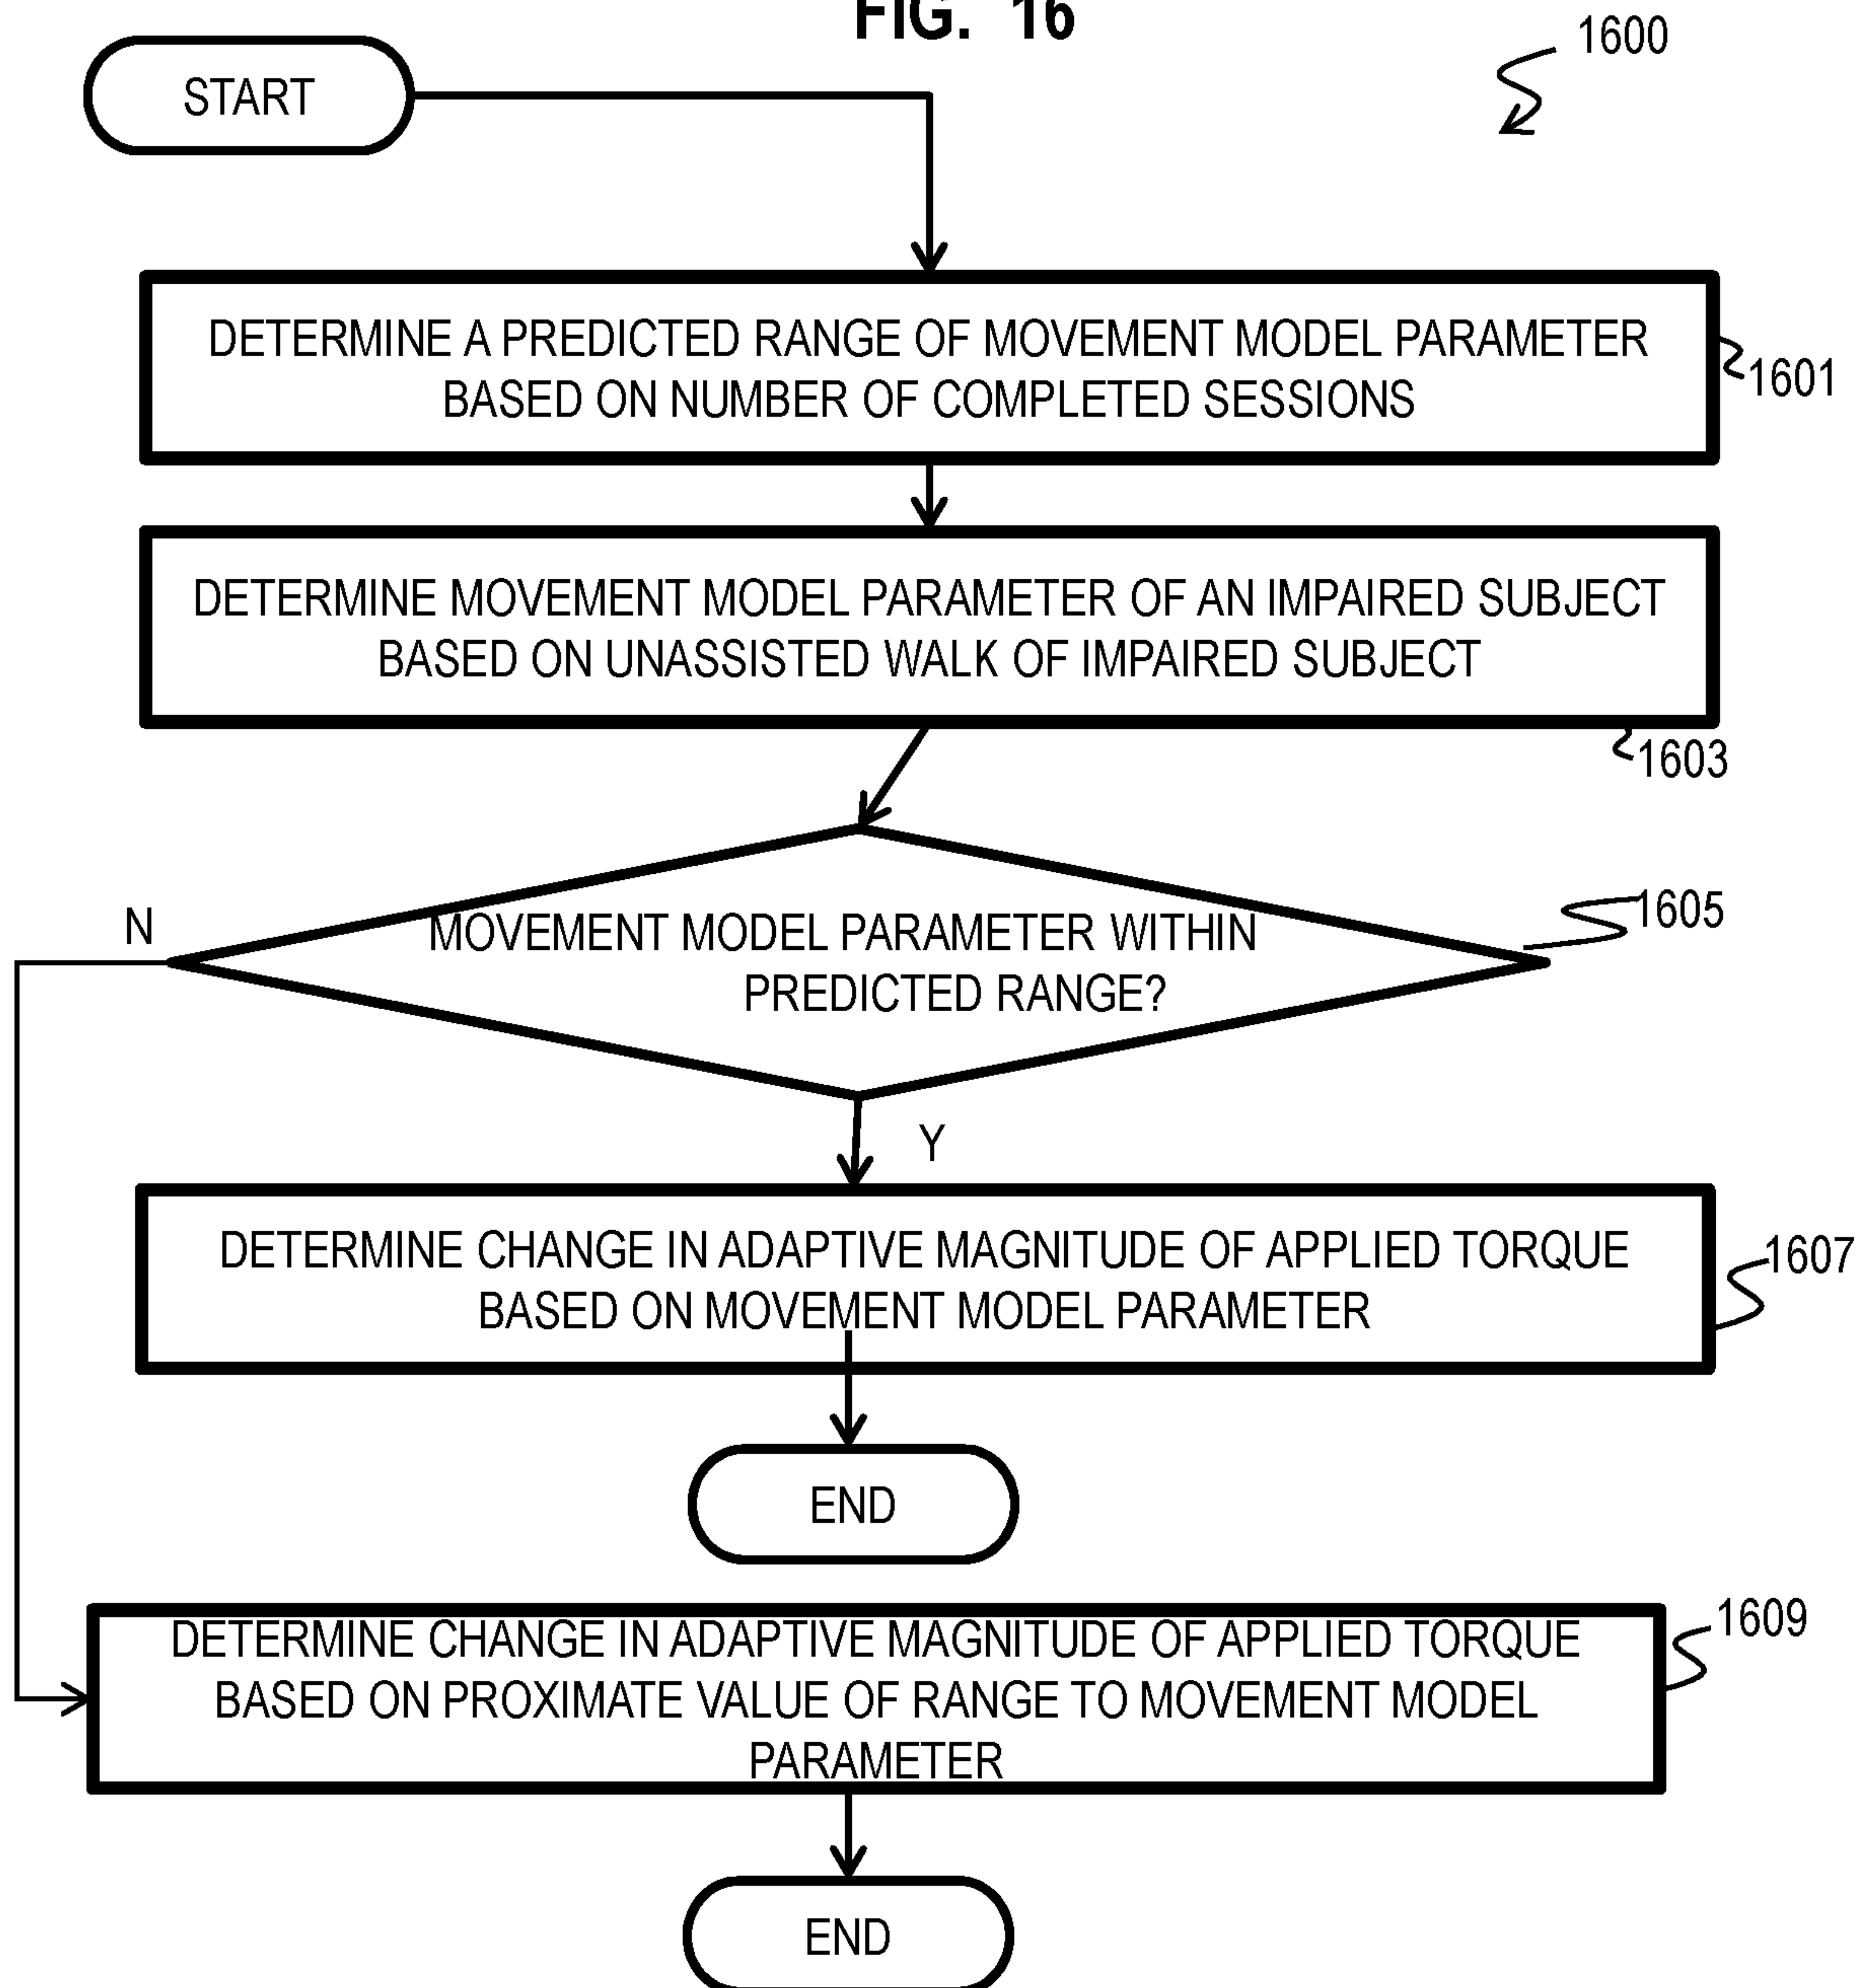 FIG. 16
1600
START
DETERMINE A PREDICTED RANGE OF MOVEMENT MODEL PARAMETER
BASED ON NUMBER OF COMPLETED SESSIONS
1601
DETERMINE MOVEMENT MODEL PARAMETER OF AN IMPAIRED SUBJECT
BASED ON UNASSISTED WALK OF IMPAIRED SUBJECT
1603
N
MOVEMENT MODEL PARAMETER WITHIN
PREDICTED RANGE?
1605
Y
DETERMINE CHANGE IN ADAPTIVE MAGNITUDE OF APPLIED TORQUE
BASED ON MOVEMENT MODEL PARAMETER
1607
END
DETERMINE CHANGE IN ADAPTIVE MAGNITUDE OF APPLIED TORQUE
BASED ON PROXIMATE VALUE OF RANGE TO MOVEMENT MODEL
PARAMETER
1609
END